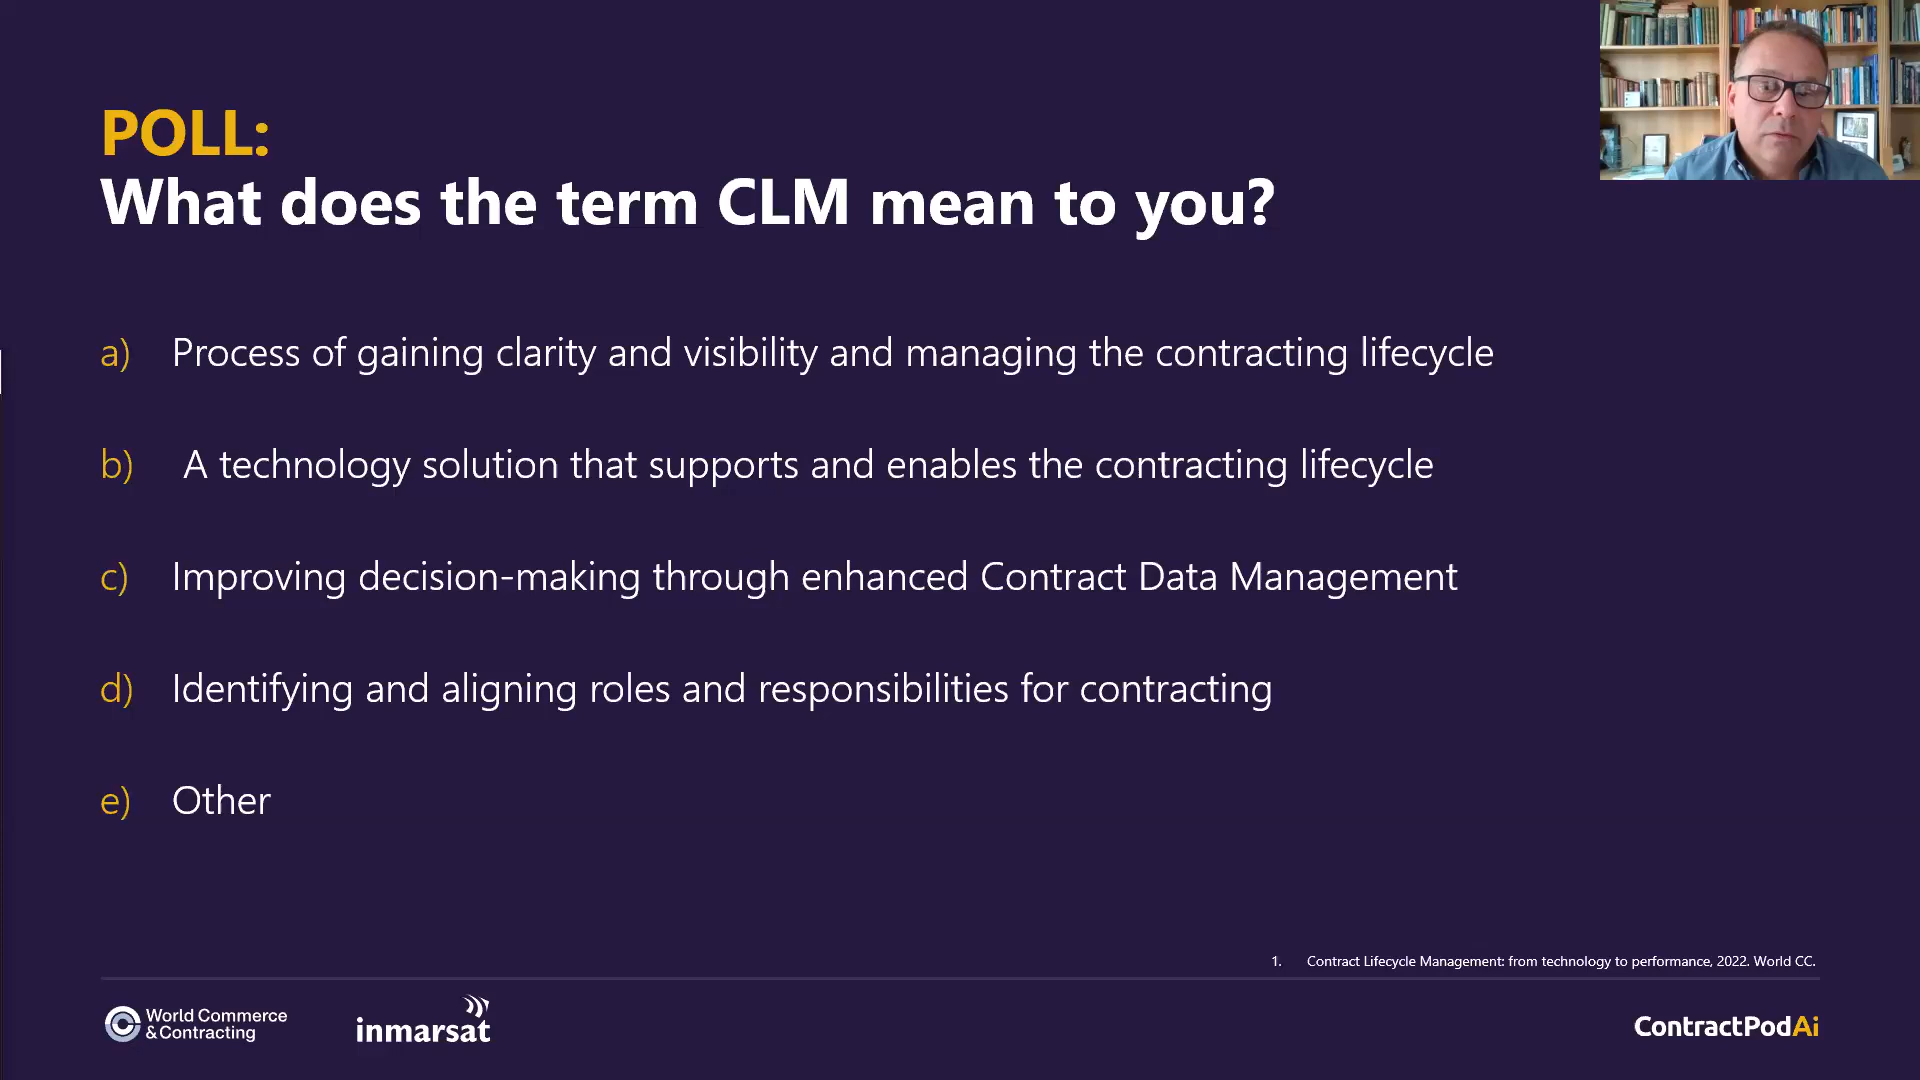 POLL:
What does the term CLM mean to you?
a) Process of gaining clarity and visibility and managing the contracting lifecycle
b) A technology solution that supports and enables the contracting lifecycle
c) Improving decision-making through enhanced Contract Data Management
d) Identifying and aligning roles and responsibilities for contracting
e) Other
1. Contract Lifecycle Management: from technology to performance, 2022. World CC.
World Commerce
& Contracting
inmarsat
ContractPodAi